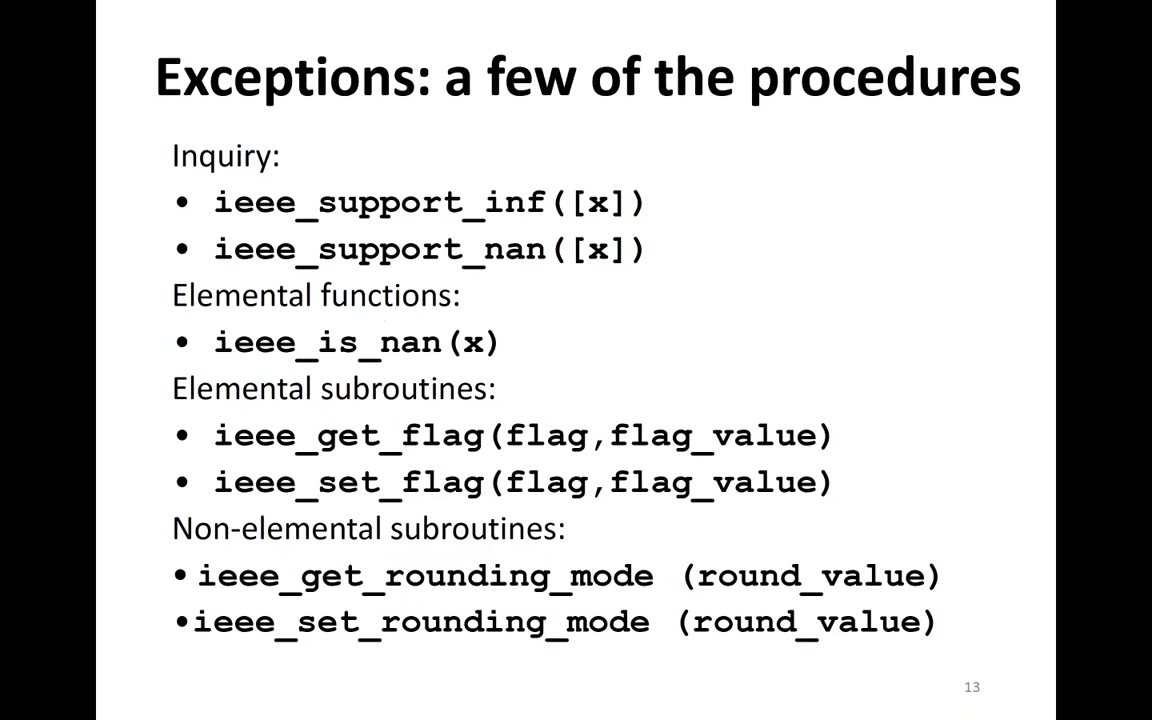 Exceptions: a few of the procedures
Inquiry:
• ieee_support_inf([x])
• ieee_support_nan([x])
Elemental functions:
• ieee_is_nan(x)
Elemental subroutines:
• ieee_get_flag(flag,flag_value)
• ieee_set_flag(flag,flag_value)
Non-elemental subroutines:
• ieee_get_rounding_mode (round_value)
•ieee_set_rounding_mode (round_value)
13